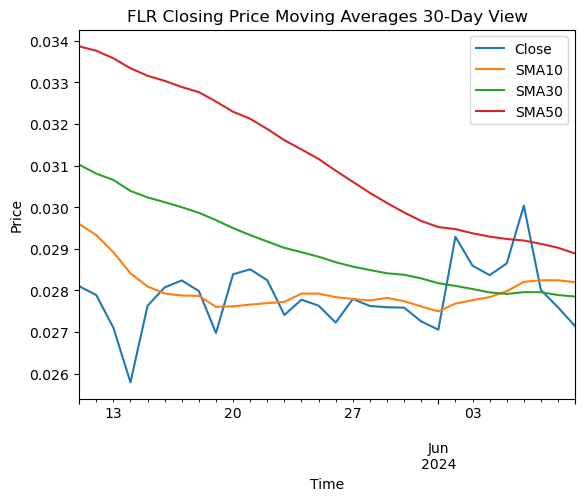 FLR Closing Price Moving Averages 30-Day View
0.034
0.033
0.032
0.031
0.030
0.029
0.028
0.027
0.026
Price
Close
SMA10
SMA30
SMA50
13
20
27
03
Jun
2024
Time